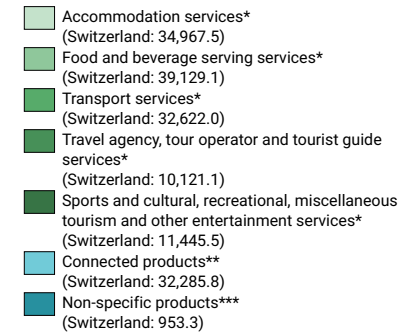 Accommodation services*
(Switzerland: 34,967.5)
Food and beverage serving services*
(Switzerland: 39,129.1)
Transport services*
(Switzerland: 32,622.0)
Travel agency, tour operator and tourist guide
services*
(Switzerland: 10,121.1)
Sports and cultural, recreational, miscellaneous
tourism and other entertainment services*
(Switzerland: 11,445.5)
Connected products**
(Switzerland: 32,285.8)
Non-specific products***
(Switzerland: 953.3)